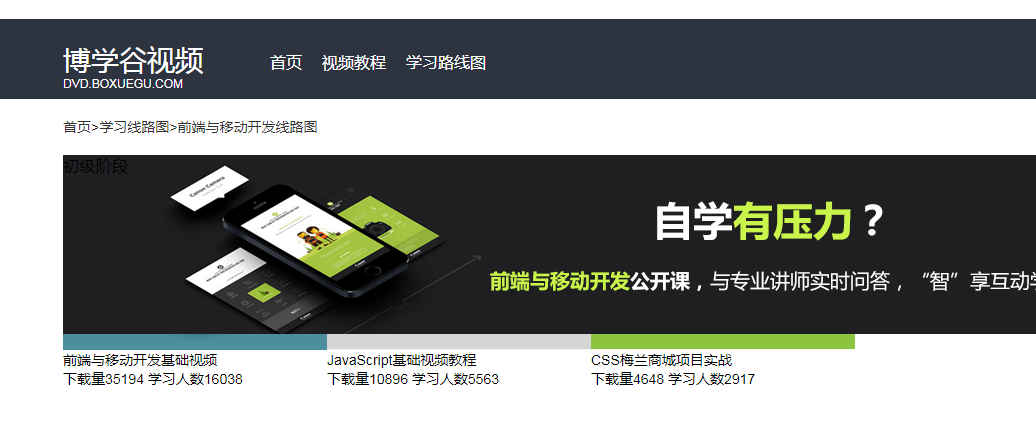 博学谷视频
DVD.BOXUEGU.COM
首页 视频教程 学习路线图
首页>学习线路图>前端与移动开发线路图
初级阶段
Canon Camera
自学有压力？
前端与移动开发公开课，与专业讲师实时问答，“智”享互动学
前端与移动开发基础视频
下载量35194 学习人数16038
JavaScript基础视频教程
下载量10896 学习人数5563
CSS梅兰商城项目实战
下载量4648 学习人数2917